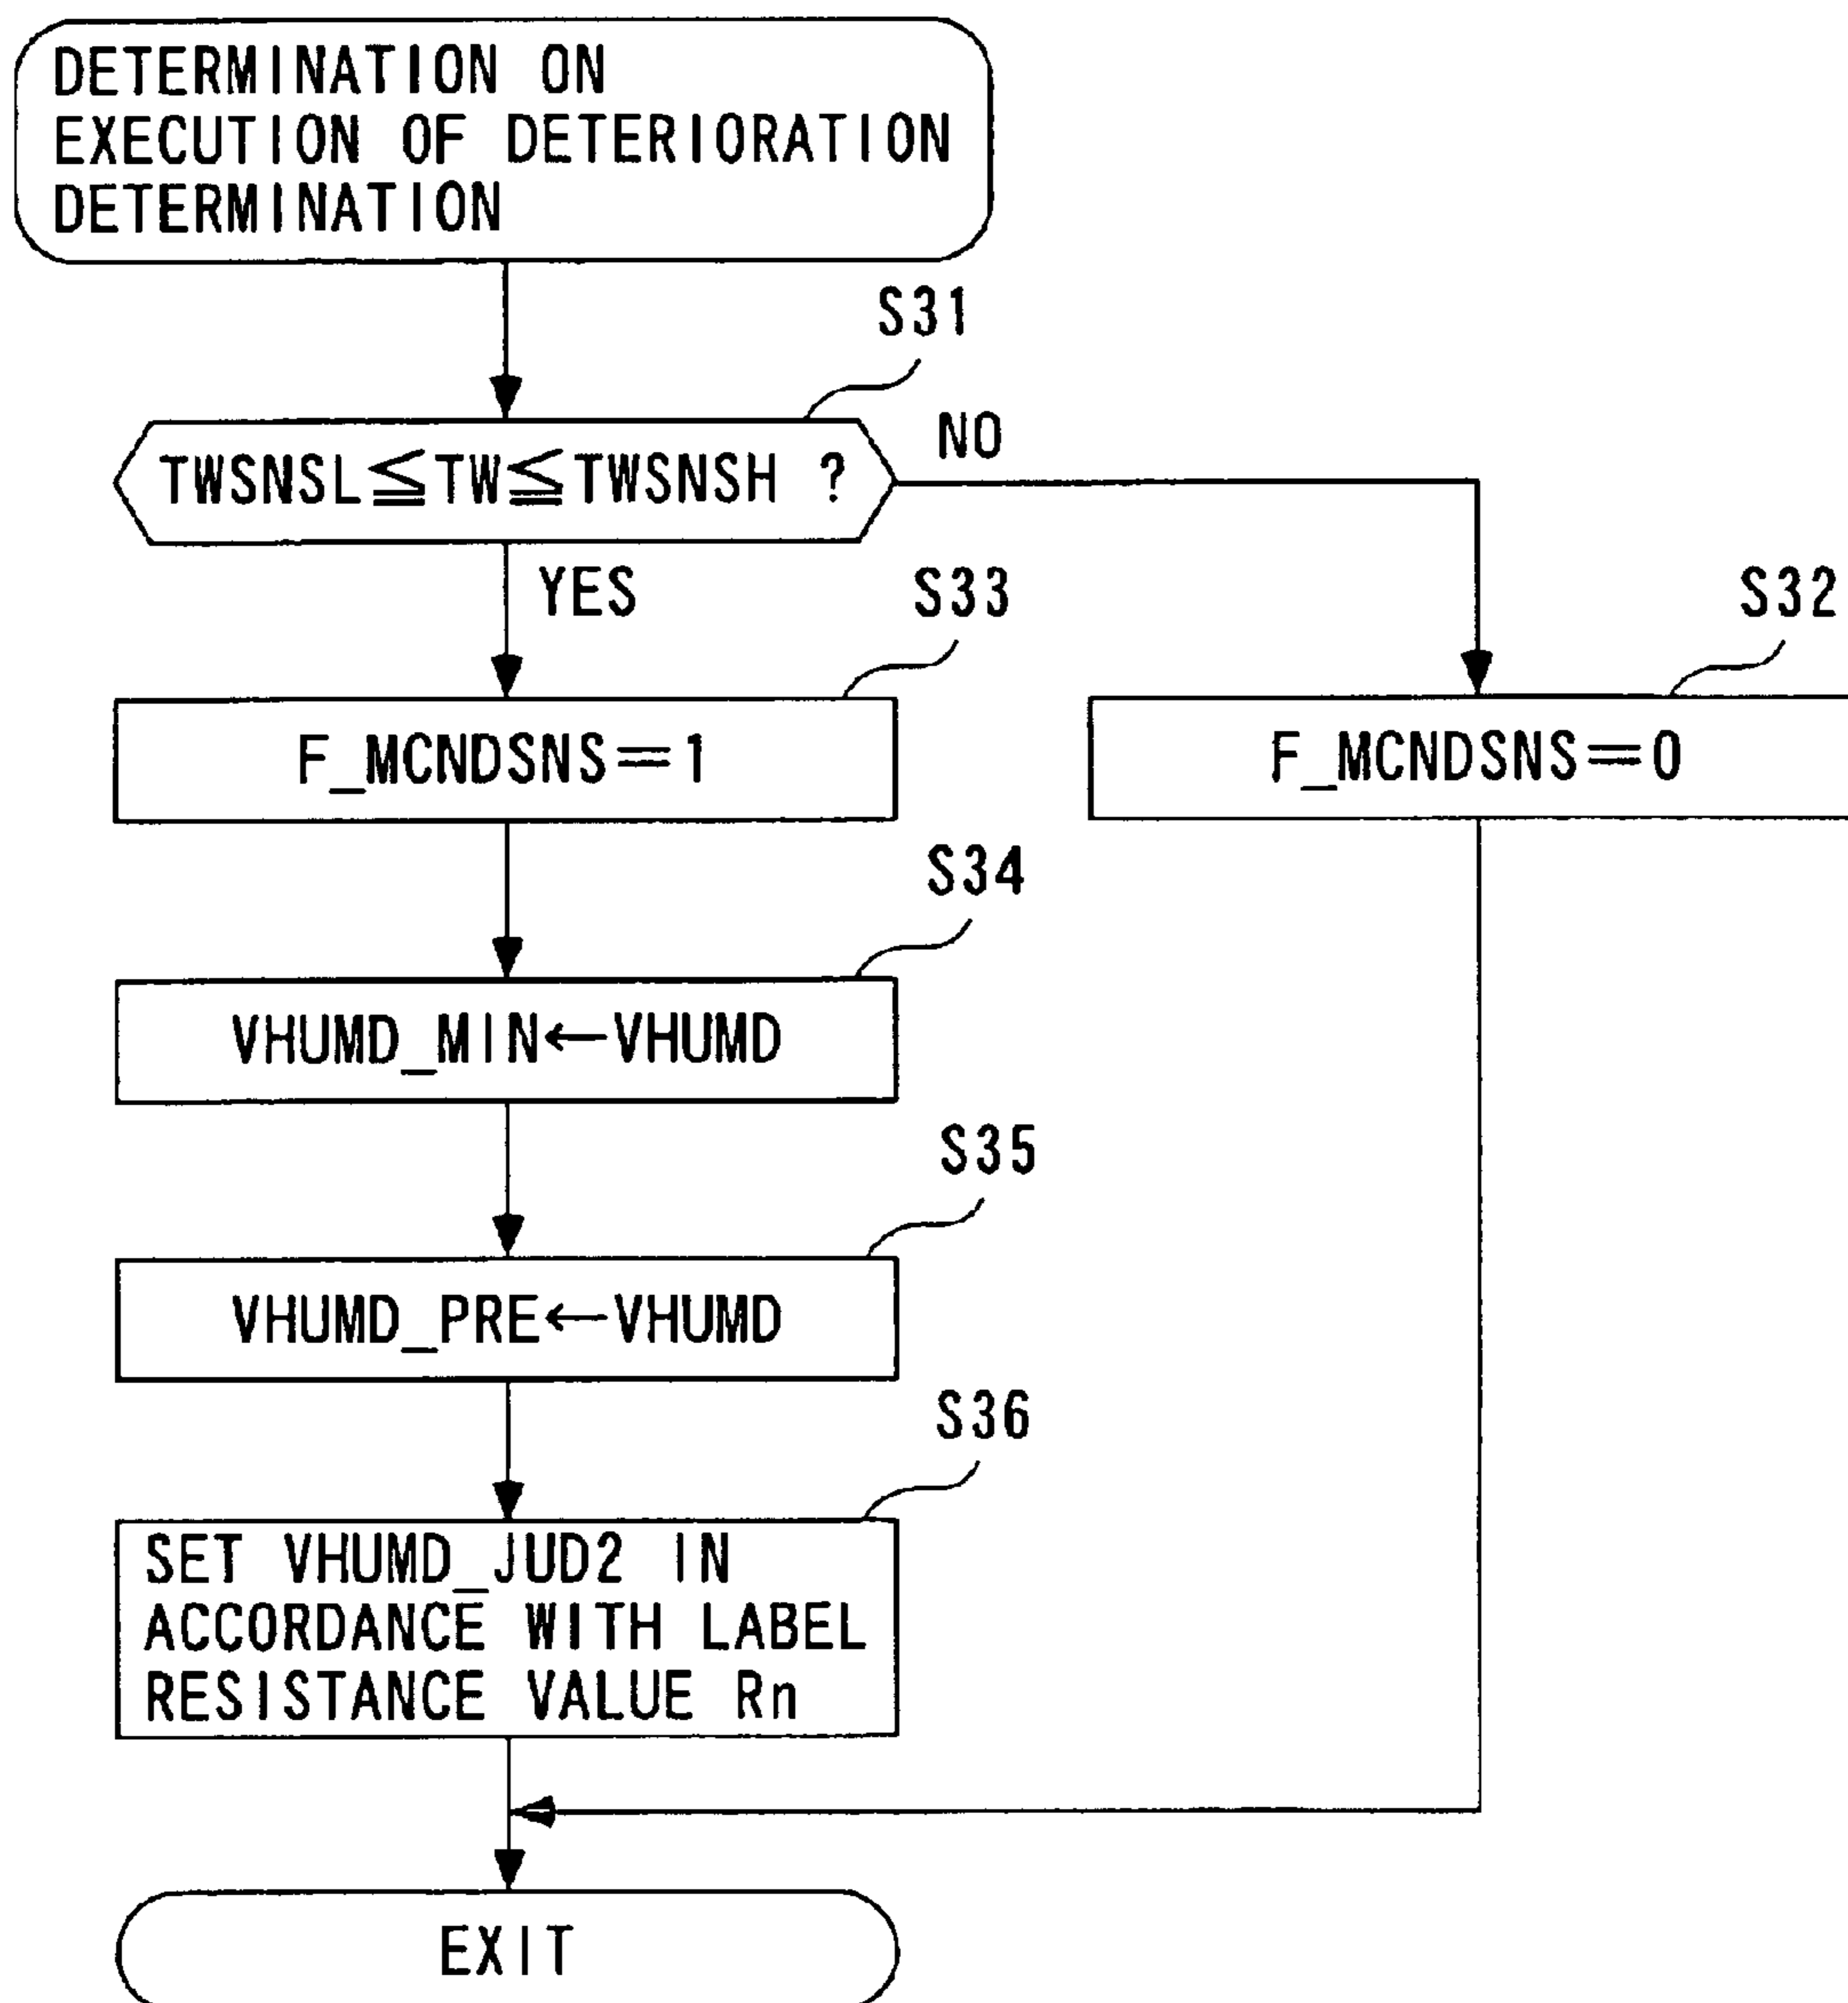 DETERMINATION ON
EXECUTION OF DETERIORATION
DETERMINATION
S31
TWSNSL≦TW≦TWSNSH ?
NO
YES
S33
S32
F_MCNDSNS=1
F_MCNDSNS=0
S34
VHUMD_MIN←VHUMD
S35
VHUMD_PRE←VHUMD
S36
SET VHUMD_JUD2 IN
ACCORDANCE WITH LABEL
RESISTANCE VALUE Rn
EXIT